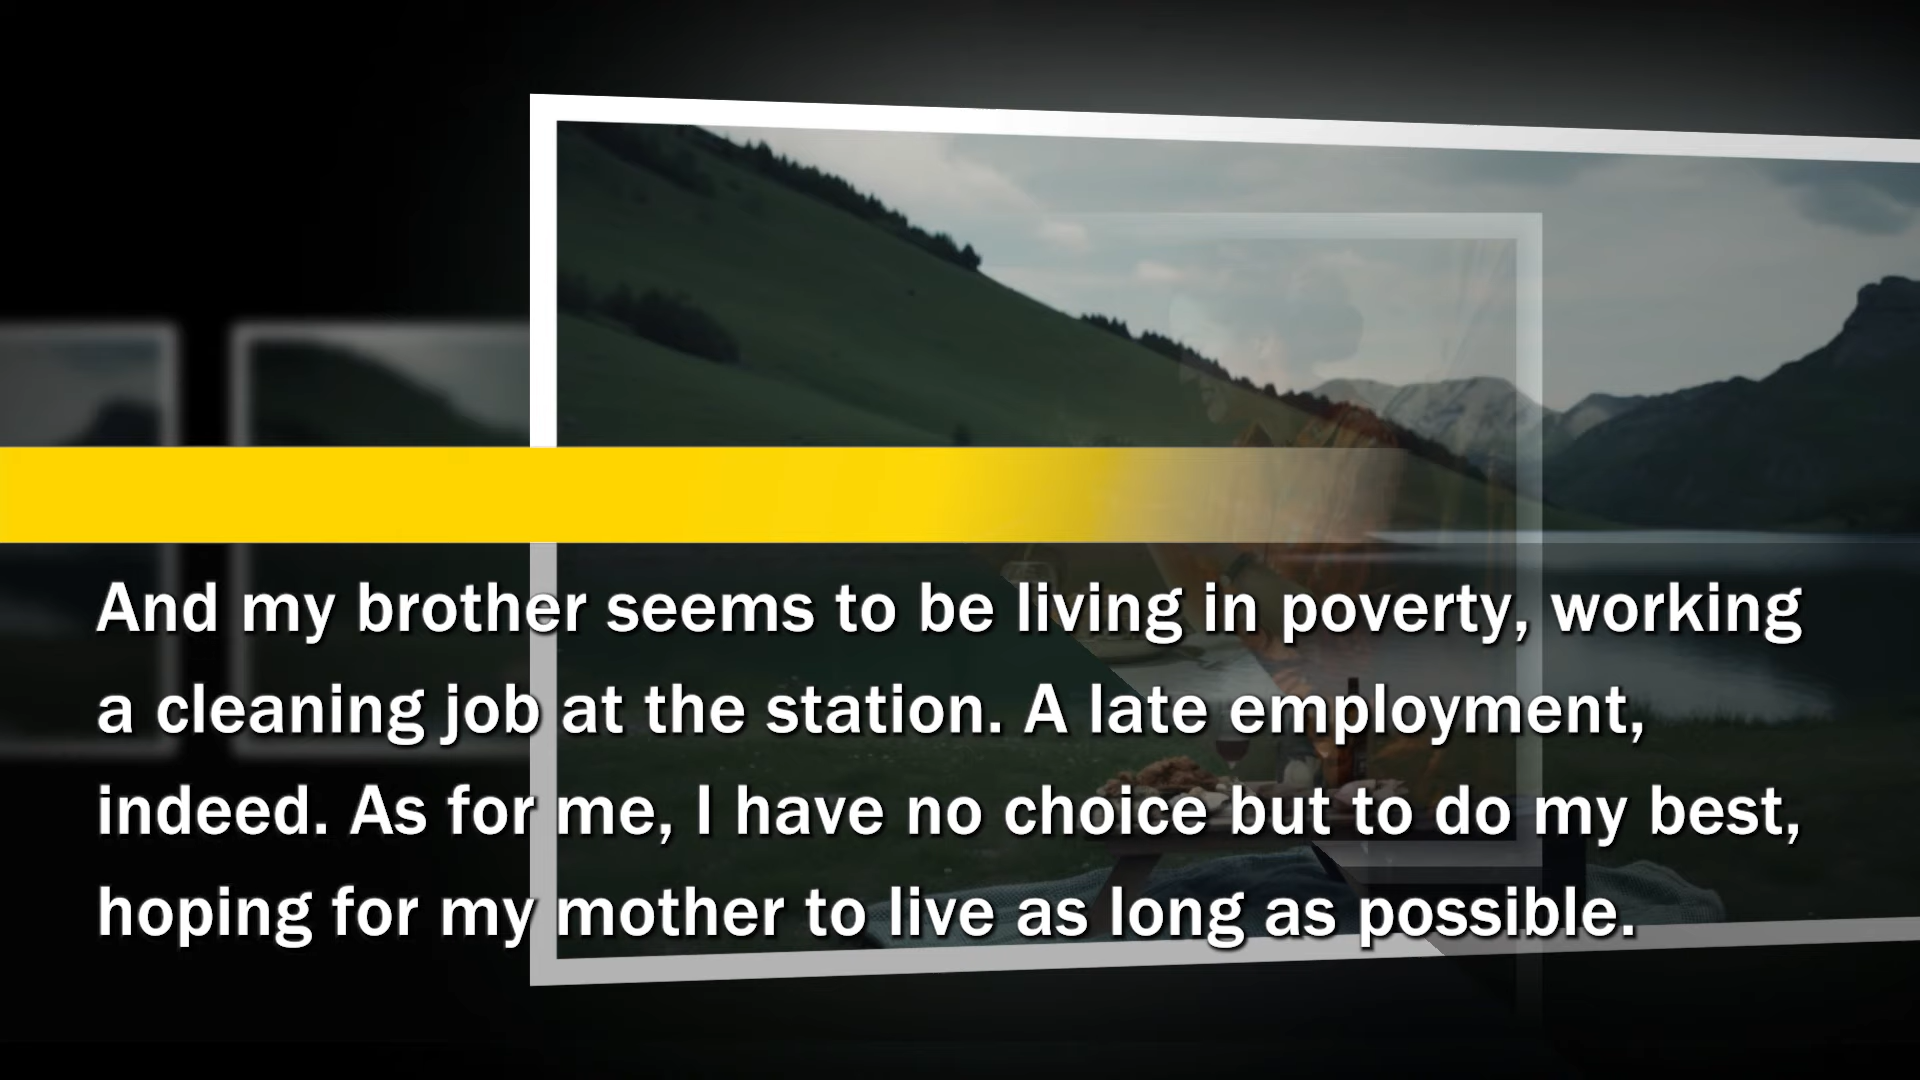 And my brother seems to be living in poverty, working
a cleaning job at the station. A late employment,
indeed. As for me, I have no choice but to do my best,
hoping for my mother to live as long as possible.